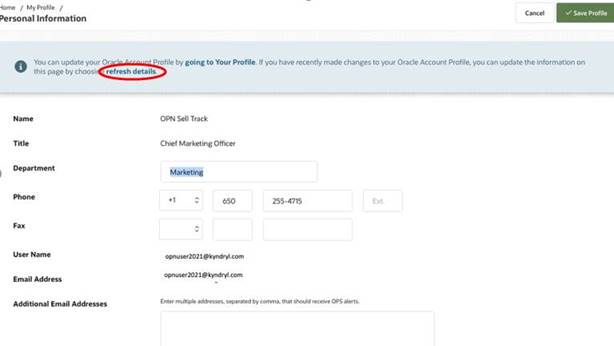 Home / My Profile /
Personal Information
Cancel
✓ Save Profile
You can update your Oracle Account Profile by going to Your Profile. If you have recently made changes to your Oracle Account Profile, you can update the information on
this page by choosing refresh details.
Name OPN Sell Track
Title Chief Marketing Officer
Department Marketing
Phone +1 650 255-4715 Ext.
Fax
User Name opnuser2021@kyndryl.com
Email Address opnuser2021@kyndryl.com
Additional Email Addresses Enter multiple addresses, separated by comma, that should receive OPS alerts.